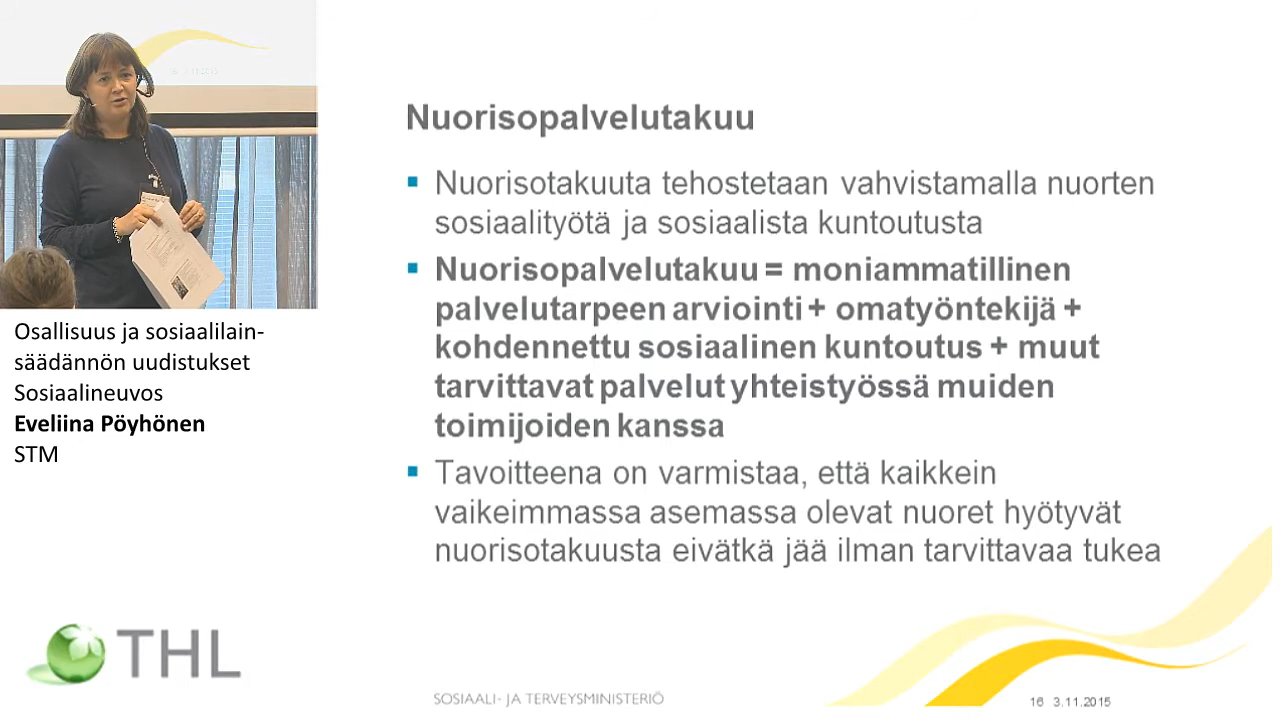 Osallisuus ja sosiaalilain-
säädännön uudistukset
Sosiaalineuvos
Eveliina Pöyhönen
STM
THL
Nuorisopalvelutakuu
Nuorisotakuuta tehostetaan vahvistamalla nuorten
sosiaalityötä ja sosiaalista kuntoutusta
Nuorisopalvelutakuu = moniammatillinen
palvelutarpeen arviointi + omatyöntekijä +
kohdennettu sosiaalinen kuntoutus + muut
tarvittavat palvelut yhteistyössä muiden
toimijoiden kanssa
Tavoitteena on varmistaa, että kaikkein
vaikeimmassa asemassa olevat nuoret hyötyvät
nuorisotakuusta eivätkä jää ilman tarvittavaa tukea
SOSIAALI- JA TERVEYSMINISTERIÖ
16 3.11.2015